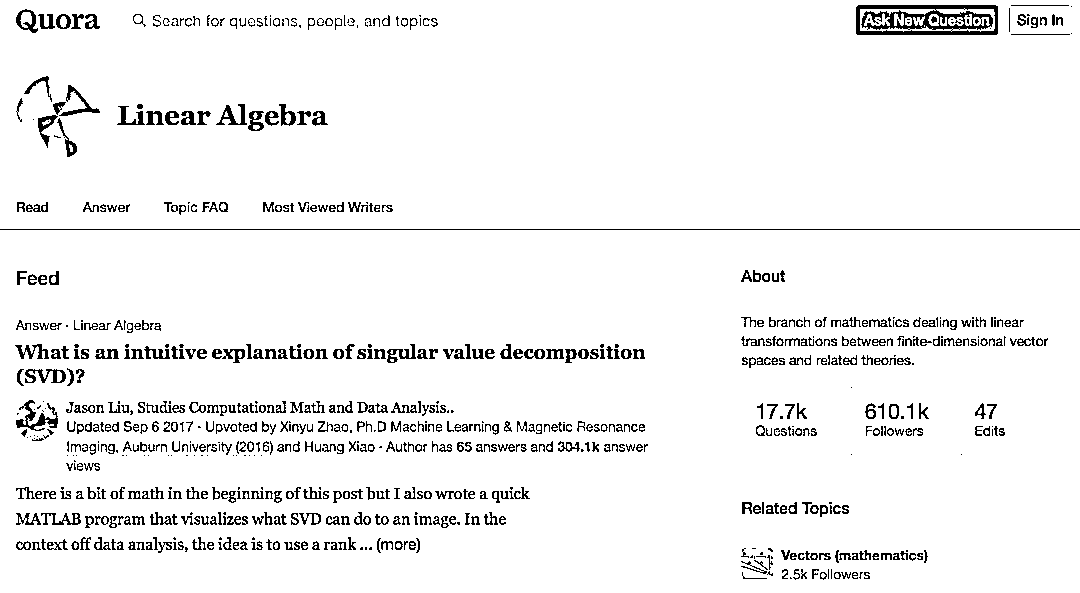 Quora
Search for questions, people, and topics
Ask New Question
Sign In
Linear Algebra
Read
Answer
Topic FAQ
Most Viewed Writers
Feed
Answer · Linear Algebra
What is an intuitive explanation of singular value decomposition
(SVD)?
Jason Liu, Studies Computational Math and Data Analysis..
Updated Sep 6 2017 · Upvoted by Xinyu Zhao, Ph.D Machine Learning & Magnetic Resonance
Imaging, Auburn University (2016) and Huang Xiao · Author has 65 answers and 304.1k answer
views
There is a bit of math in the beginning of this post but I also wrote a quick
MATLAB program that visualizes what SVD can do to an image. In the
context off data analysis, the idea is to use a rank ... (more)
About
The branch of mathematics dealing with linear
transformations between finite-dimensional vector
spaces and related theories.
17.7k
Questions
610.1k
Followers
47
Edits
Related Topics
Vectors (mathematics)
2.5k Followers